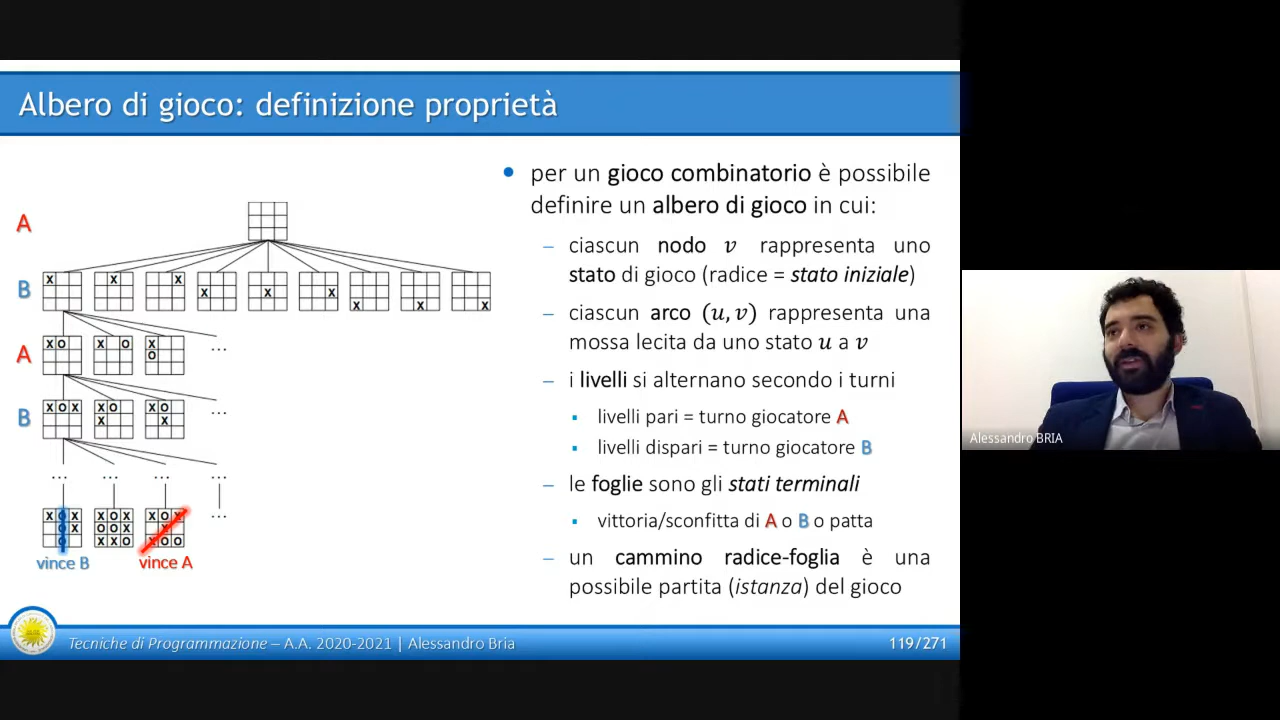 Albero di gioco: definizione proprietà
• per un gioco combinatorio è possibile
definire un albero di gioco in cui:
– ciascun nodo 𝑣 rappresenta uno
stato di gioco (radice = stato iniziale)
– ciascun arco (𝑢, 𝑣) rappresenta una
mossa lecita da uno stato 𝑢 a 𝑣
– i livelli si alternano secondo i turni
▪ livelli pari = turno giocatore A
▪ livelli dispari = turno giocatore B
– le foglie sono gli stati terminali
▪ vittoria/sconfitta di A o B o patta
– un cammino radice-foglia è una
possibile partita (istanza) del gioco
A
B
X X X X X X X X X
A
X O X O X
O
...
B
X O X X O X O
X X
...
... ... ... ...
X O X X O X X O X
O X O O X X
O X X O X O O
...
vince B vince A
Tecniche di Programmazione – A.A. 2020-2021 | Alessandro Bria
119/271
Alessandro BRIA